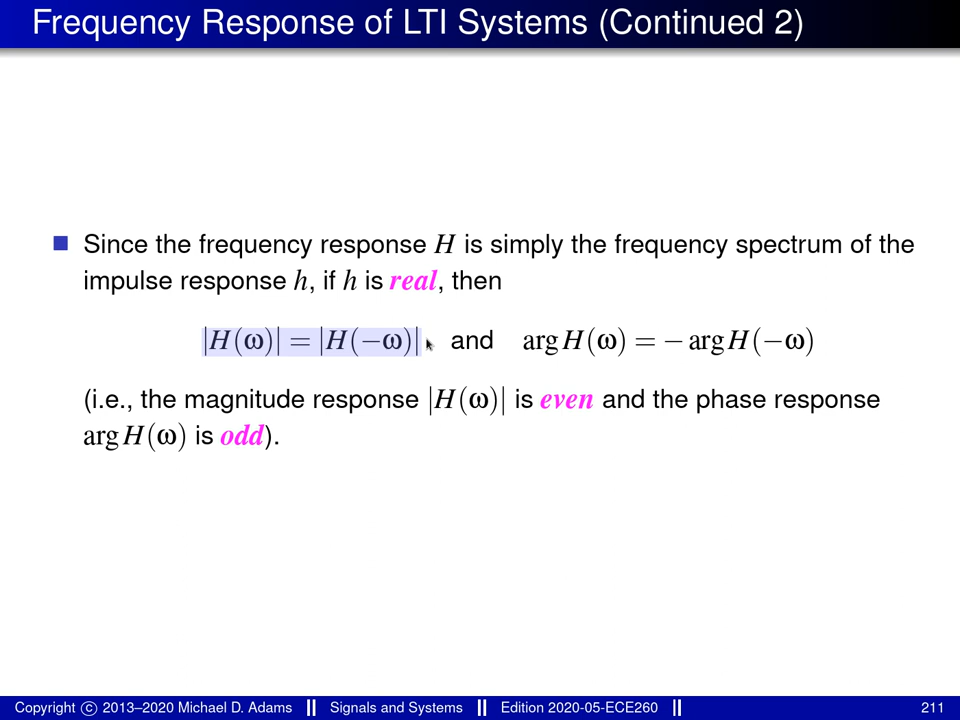 Frequency Response of LTI Systems (Continued 2)
Since the frequency response H is simply the frequency spectrum of the
impulse response h, if h is real, then
|H(ω)| = |H(−ω)| and arg H(ω) = − arg H(−ω)
(i.e., the magnitude response |H(ω)| is even and the phase response
arg H(ω) is odd).
Copyright © 2013–2020 Michael D. Adams Signals and Systems Edition 2020-05-ECE260 211